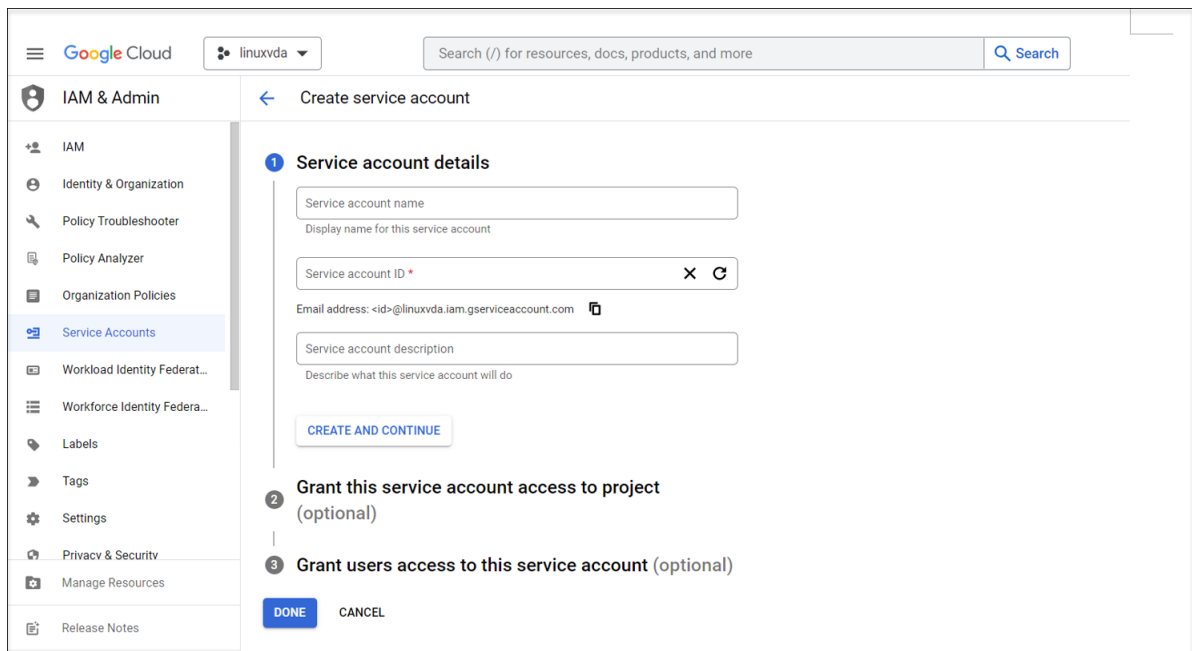 Google Cloud
linuxvda
Search (/) for resources, docs, products, and more
Search
IAM & Admin
Create service account
IAM
Identity & Organization
Policy Troubleshooter
Policy Analyzer
Organization Policies
Service Accounts
Workload Identity Federat...
Workforce Identity Federa...
Labels
Tags
Settings
Privacy & Security
Manage Resources
Release Notes
1 Service account details
Service account name
Display name for this service account
Service account ID *
Email address: <id>@linuxvda.iam.gserviceaccount.com
Service account description
Describe what this service account will do
CREATE AND CONTINUE
2 Grant this service account access to project
(optional)
3 Grant users access to this service account (optional)
DONE CANCEL